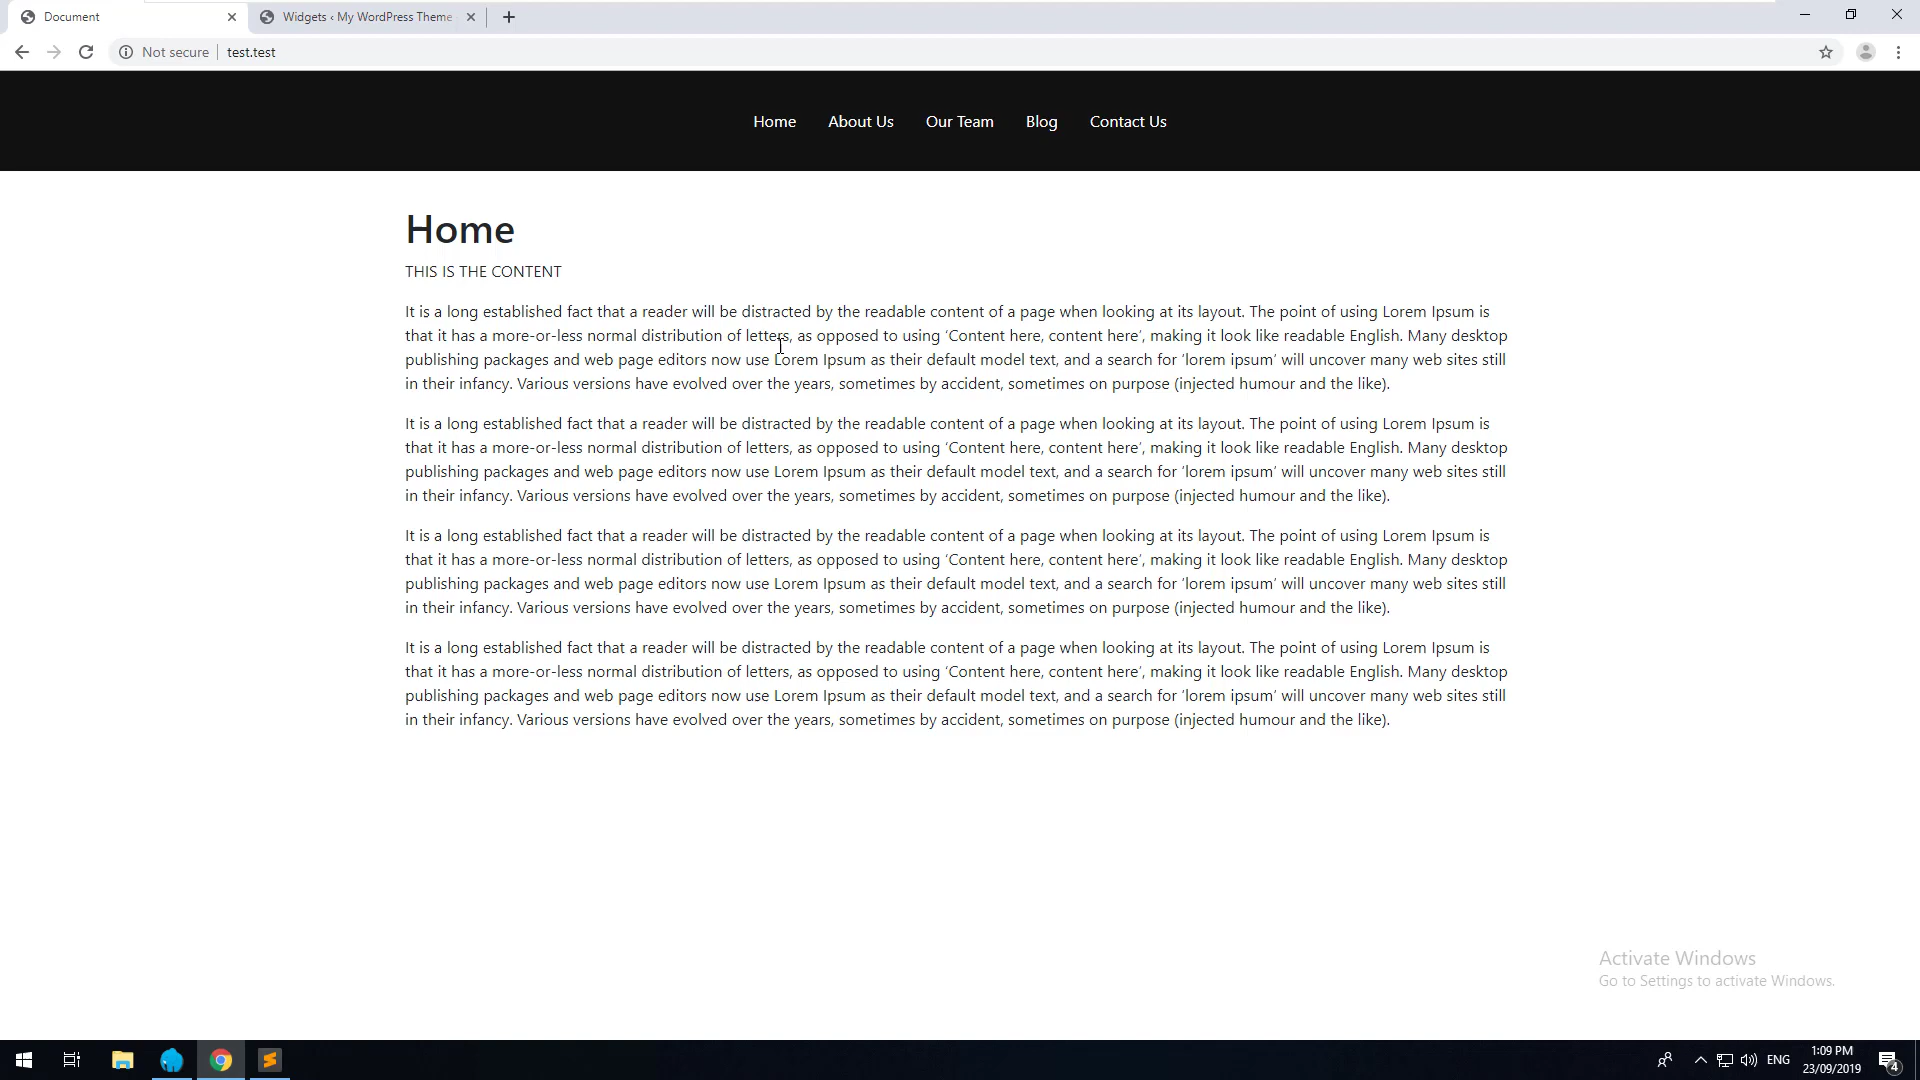 Document
Widgets ‹ My WordPress Theme
Not secure
test.test
Home About Us Our Team Blog Contact Us
Home
THIS IS THE CONTENT
It is a long established fact that a reader will be distracted by the readable content of a page when looking at its layout. The point of using Lorem Ipsum is
that it has a more-or-less normal distribution of letters, as opposed to using ‘Content here, content here’, making it look like readable English. Many desktop
publishing packages and web page editors now use Lorem Ipsum as their default model text, and a search for ‘lorem ipsum’ will uncover many web sites still
in their infancy. Various versions have evolved over the years, sometimes by accident, sometimes on purpose (injected humour and the like).
It is a long established fact that a reader will be distracted by the readable content of a page when looking at its layout. The point of using Lorem Ipsum is
that it has a more-or-less normal distribution of letters, as opposed to using ‘Content here, content here’, making it look like readable English. Many desktop
publishing packages and web page editors now use Lorem Ipsum as their default model text, and a search for ‘lorem ipsum’ will uncover many web sites still
in their infancy. Various versions have evolved over the years, sometimes by accident, sometimes on purpose (injected humour and the like).
It is a long established fact that a reader will be distracted by the readable content of a page when looking at its layout. The point of using Lorem Ipsum is
that it has a more-or-less normal distribution of letters, as opposed to using ‘Content here, content here’, making it look like readable English. Many desktop
publishing packages and web page editors now use Lorem Ipsum as their default model text, and a search for ‘lorem ipsum’ will uncover many web sites still
in their infancy. Various versions have evolved over the years, sometimes by accident, sometimes on purpose (injected humour and the like).
It is a long established fact that a reader will be distracted by the readable content of a page when looking at its layout. The point of using Lorem Ipsum is
that it has a more-or-less normal distribution of letters, as opposed to using ‘Content here, content here’, making it look like readable English. Many desktop
publishing packages and web page editors now use Lorem Ipsum as their default model text, and a search for ‘lorem ipsum’ will uncover many web sites still
in their infancy. Various versions have evolved over the years, sometimes by accident, sometimes on purpose (injected humour and the like).
Activate Windows
Go to Settings to activate Windows.
ENG
1:09 PM
23/09/2019
4